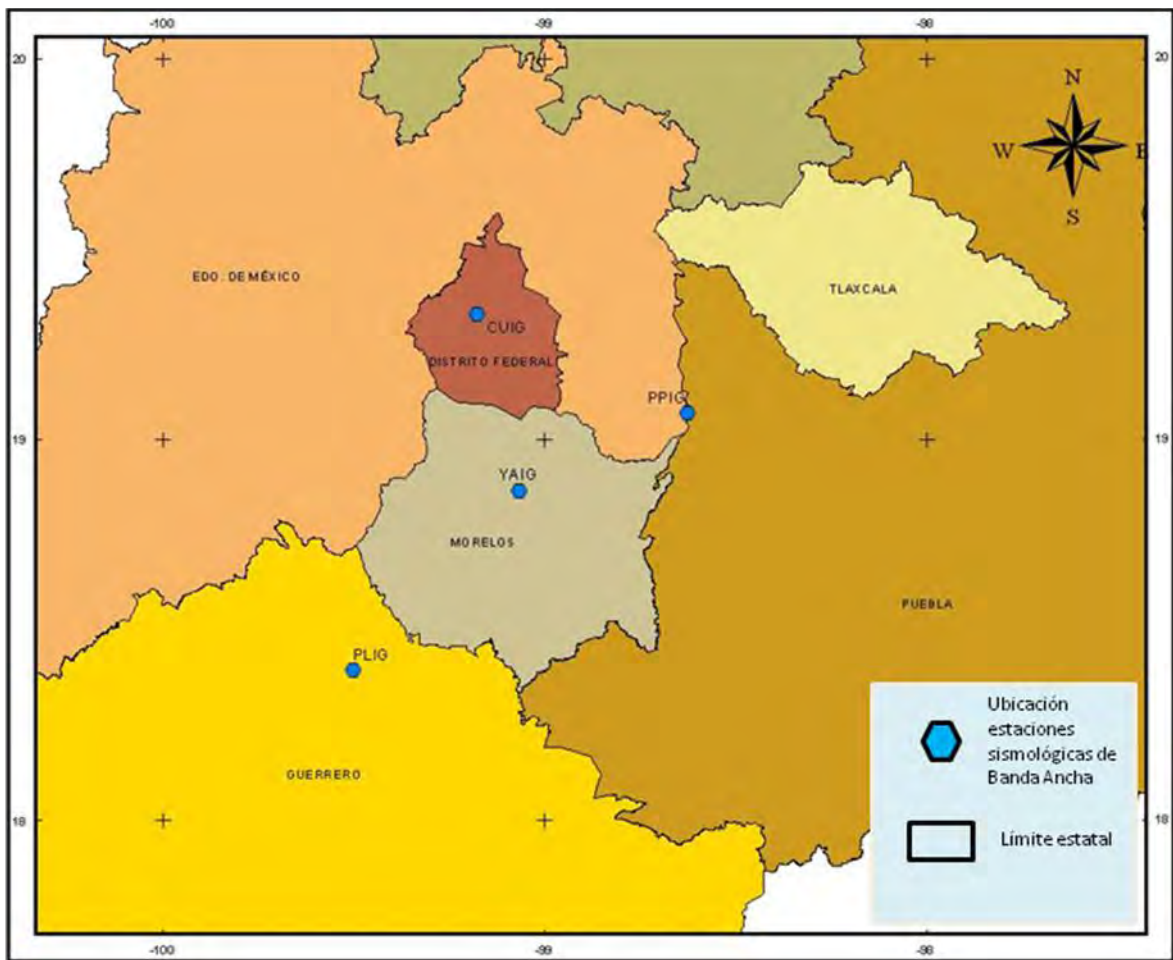 -100
-99
-98
20
20
N
W
E
S
EDO. DE MÉXICO
TLAXCALA
CUIG
DISTRITO FEDERAL
PPIG
19
19
YAIG
MORELOS
PUEBLA
PLIG
GUERRERO
Ubicación
estaciones
sismológicas de
Banda Ancha
Límite estatal
18
18
-100
-99
-98